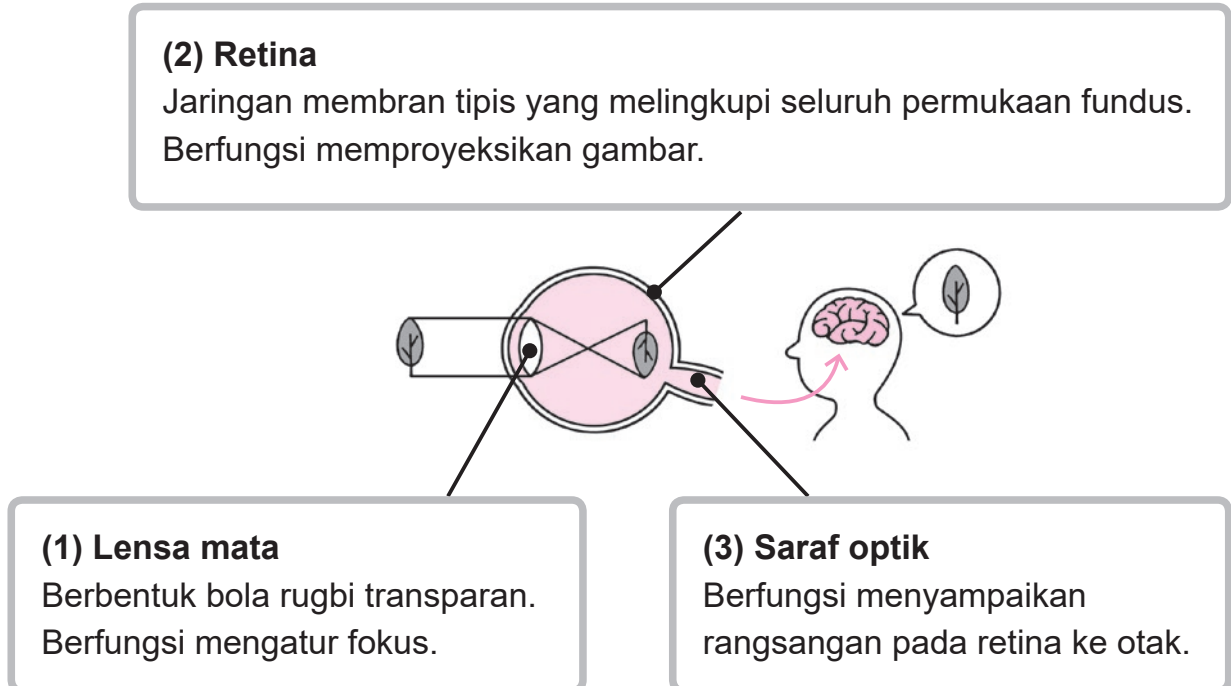 (2) Retina
Jaringan membran tipis yang melingkupi seluruh permukaan fundus.
Berfungsi memproyeksikan gambar.
(1) Lensa mata
Berbentuk bola rugbi transparan.
Berfungsi mengatur fokus.
(3) Saraf optik
Berfungsi menyampaikan
rangsangan pada retina ke otak.